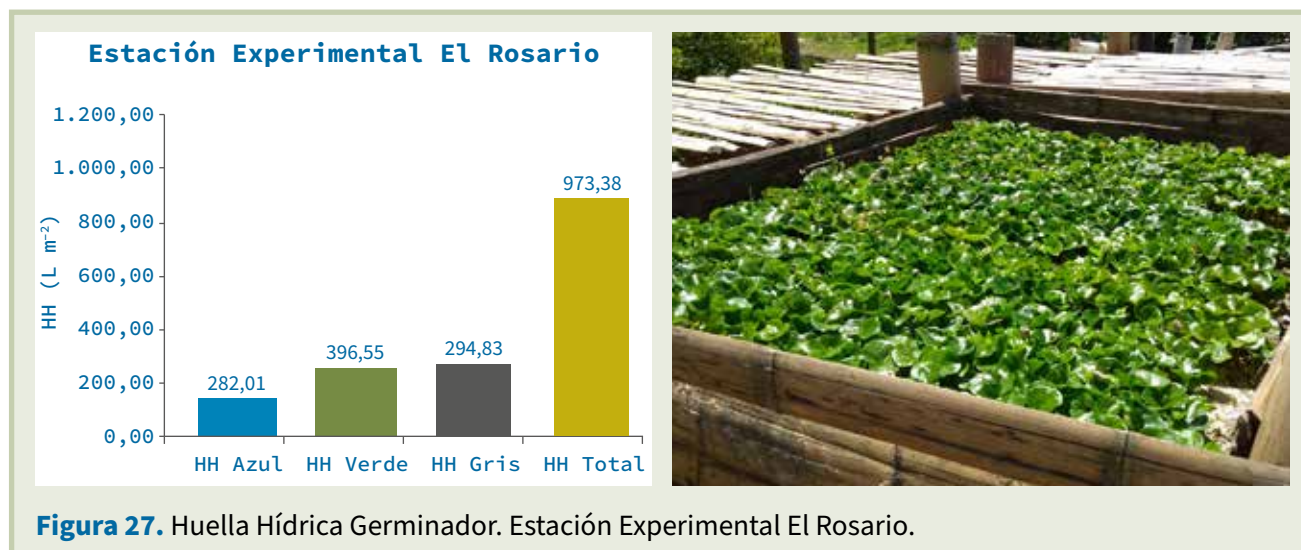 Estación Experimental El Rosario
HH (L m⁻²)
1.200,00
1.000,00
800,00
600,00
400,00
200,00
0,00
282,01
396,55
294,83
973,38
HH Azul HH Verde HH Gris HH Total
Figura 27. Huella Hídrica Germinador. Estación Experimental El Rosario.